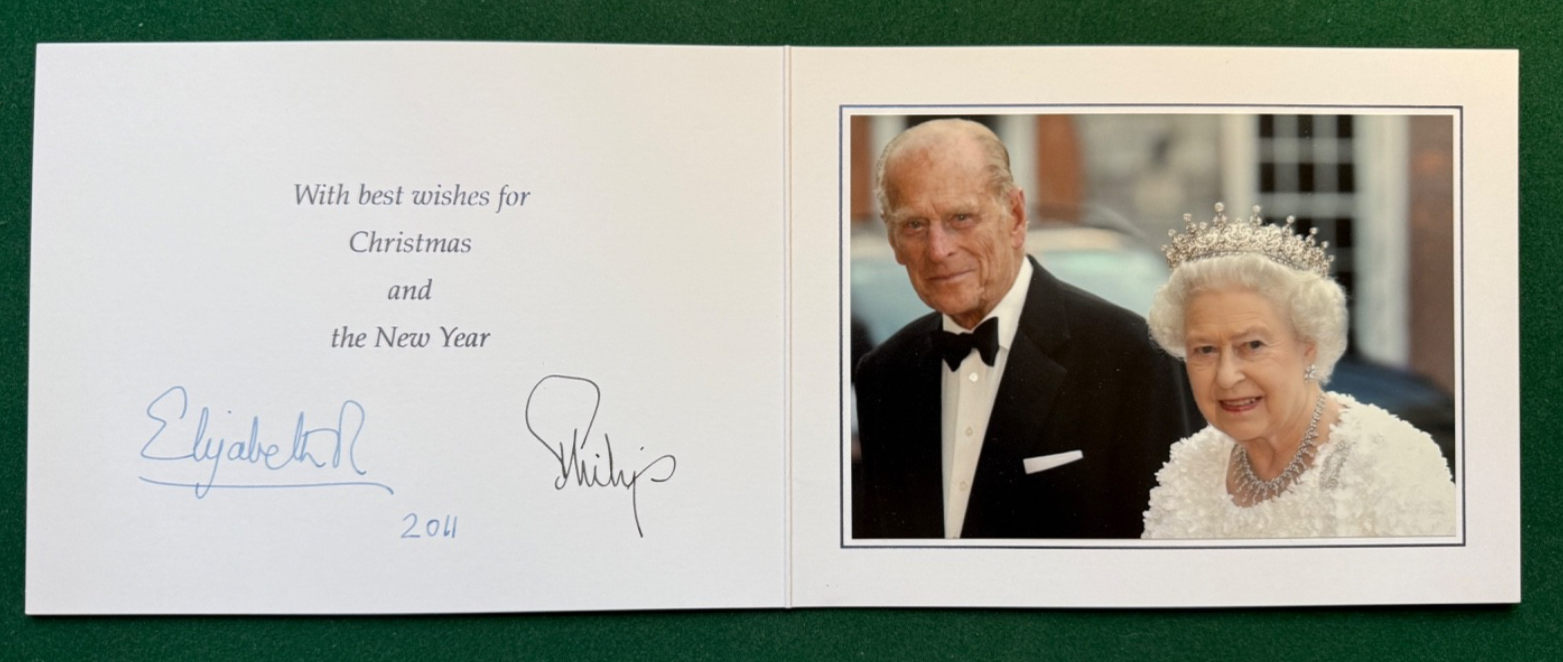 With best wishes for
Christmas
and
the New Year
Elizabeth R
Philip
2011